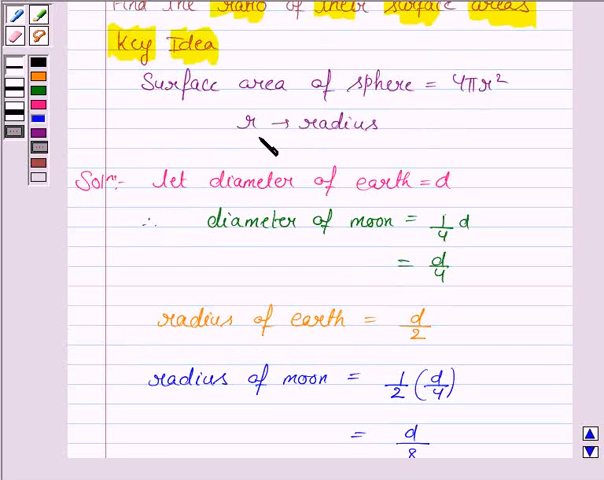 Find the ratio of their surface areas
Key Idea
Surface area of sphere = 4πr²
r → radius
Solⁿ:- let diameter of earth = d
∴ diameter of moon = 1/4 d
= d/4
radius of earth = d/2
radius of moon = 1/2 (d/4)
= d/8